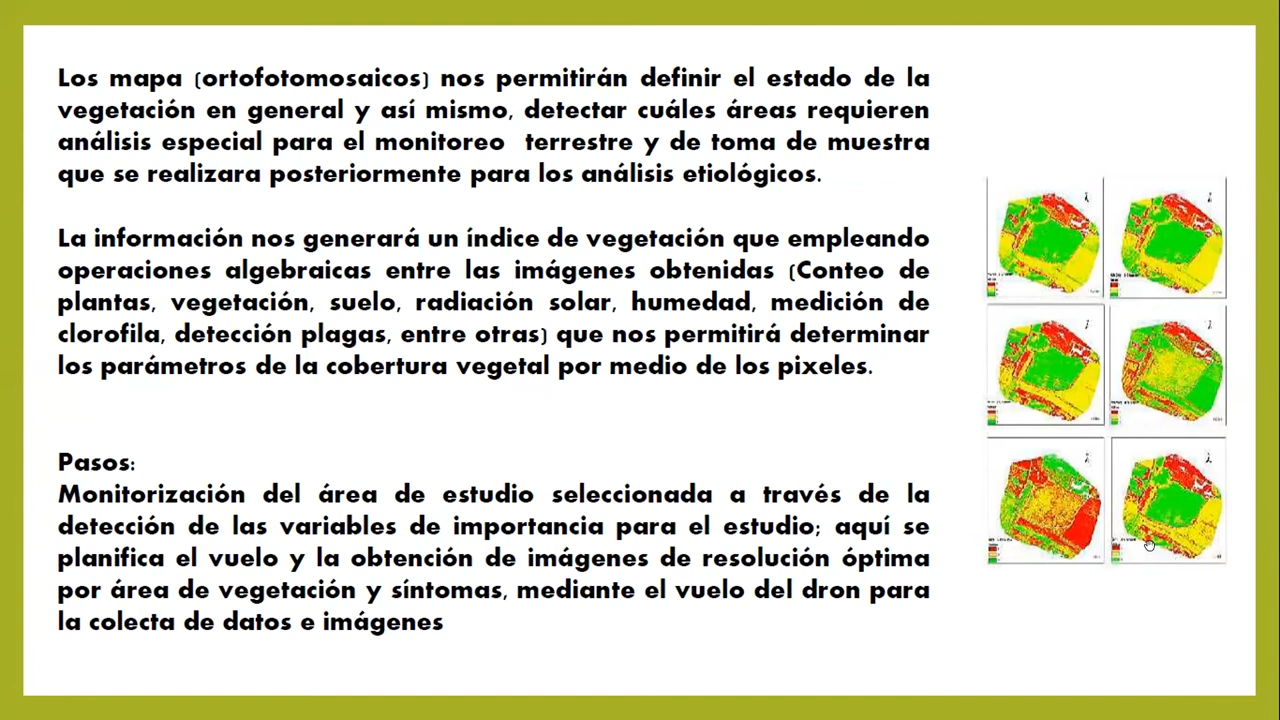 Los mapa (ortofotomosaicos) nos permitirán definir el estado de la
vegetación en general y así mismo, detectar cuáles áreas requieren
análisis especial para el monitoreo terrestre y de toma de muestra
que se realizara posteriormente para los análisis etiológicos.
La información nos generará un índice de vegetación que empleando
operaciones algebraicas entre las imágenes obtenidas (Conteo de
plantas, vegetación, suelo, radiación solar, humedad, medición de
clorofila, detección plagas, entre otras) que nos permitirá determinar
los parámetros de la cobertura vegetal por medio de los pixeles.
Pasos:
Monitorización del área de estudio seleccionada a través de la
detección de las variables de importancia para el estudio; aquí se
planifica el vuelo y la obtención de imágenes de resolución óptima
por área de vegetación y síntomas, mediante el vuelo del dron para
la colecta de datos e imágenes